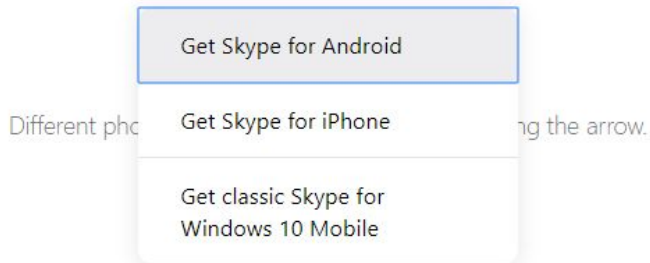 Get Skype for Android
Different pho
Get Skype for iPhone
ng the arrow.
Get classic Skype for
Windows 10 Mobile